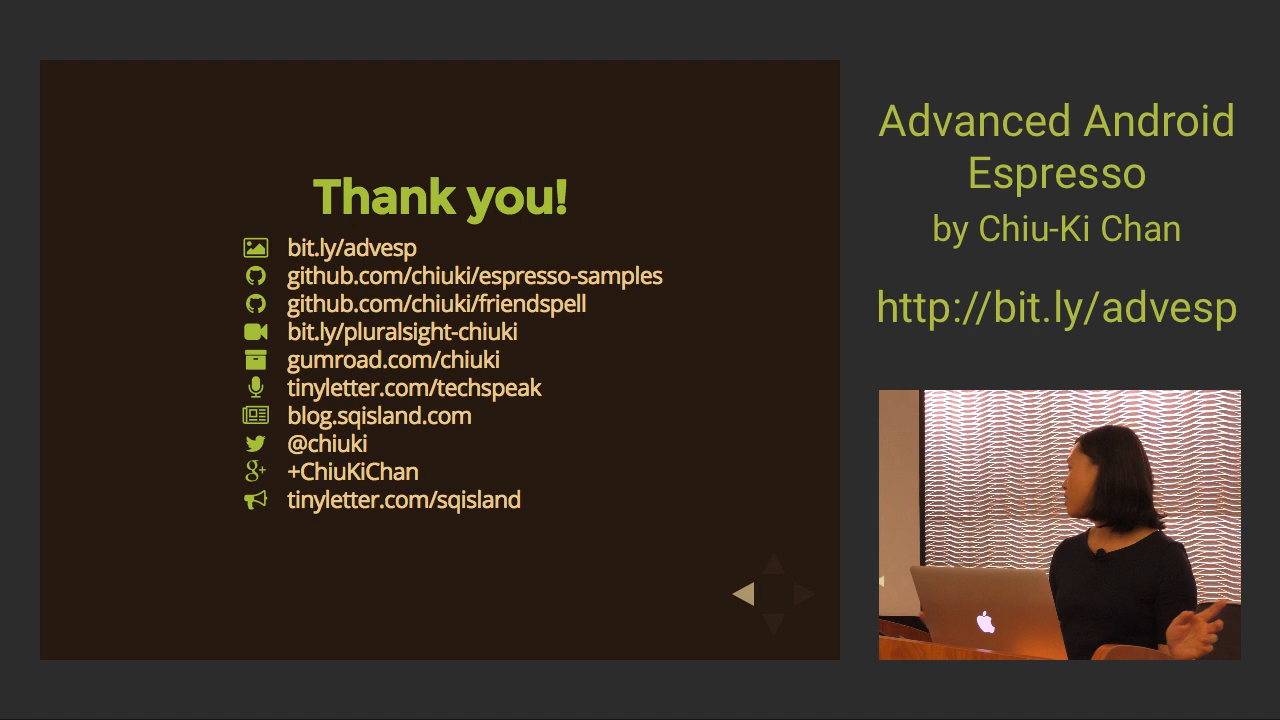 Thank you!
bit.ly/advesp
github.com/chiuki/espresso-samples
github.com/chiuki/friendspell
bit.ly/pluralsight-chiuki
gumroad.com/chiuki
tinyletter.com/techspeak
blog.sqisland.com
@chiuki
+ChiuKiChan
tinyletter.com/sqisland
Advanced Android
Espresso
by Chiu-Ki Chan
http://bit.ly/advesp